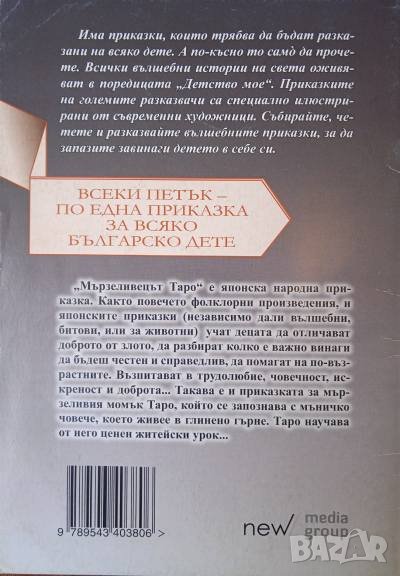 Има приказки, които трябва да бъдат разка-
зани на всяко дете. А по-късно то самò да проче-
те. Всички вълшебни истории на света оживя-
ват в поредицата „Детство мое“. Приказките
на големите разказвачи са специално илюстри-
рани от съвременни художници. Събирайте, че-
тете и разказвайте вълшебните приказки, за да
запазите завинаги детето в себе си.
ВСЕКИ ПЕТЪК –
ПО ЕДНА ПРИКАЗКА
ЗА ВСЯКО
БЪЛГАРСКО ДЕТЕ
„Мързеливецът Таро“ е японска народна при-
казка. Както повечето фолклорни произведения, и
японските приказки (независимо дали вълшебни,
битови, или за животни) учат децата да отличават
доброто от злото, да разбират колко е важно винаги
да бъдеш честен и справедлив, да помагат на по-въз-
растните. Възпитават в трудолюбие, човечност, ис-
креност и доброта... Такава е и приказката за мър-
зеливия момък Таро, който се запознава с мъничко
човече, което живее в глинено гърне. Таро научава
от него ценен житейски урок...
9 789543 403806 >
new media
group
БАЗАР